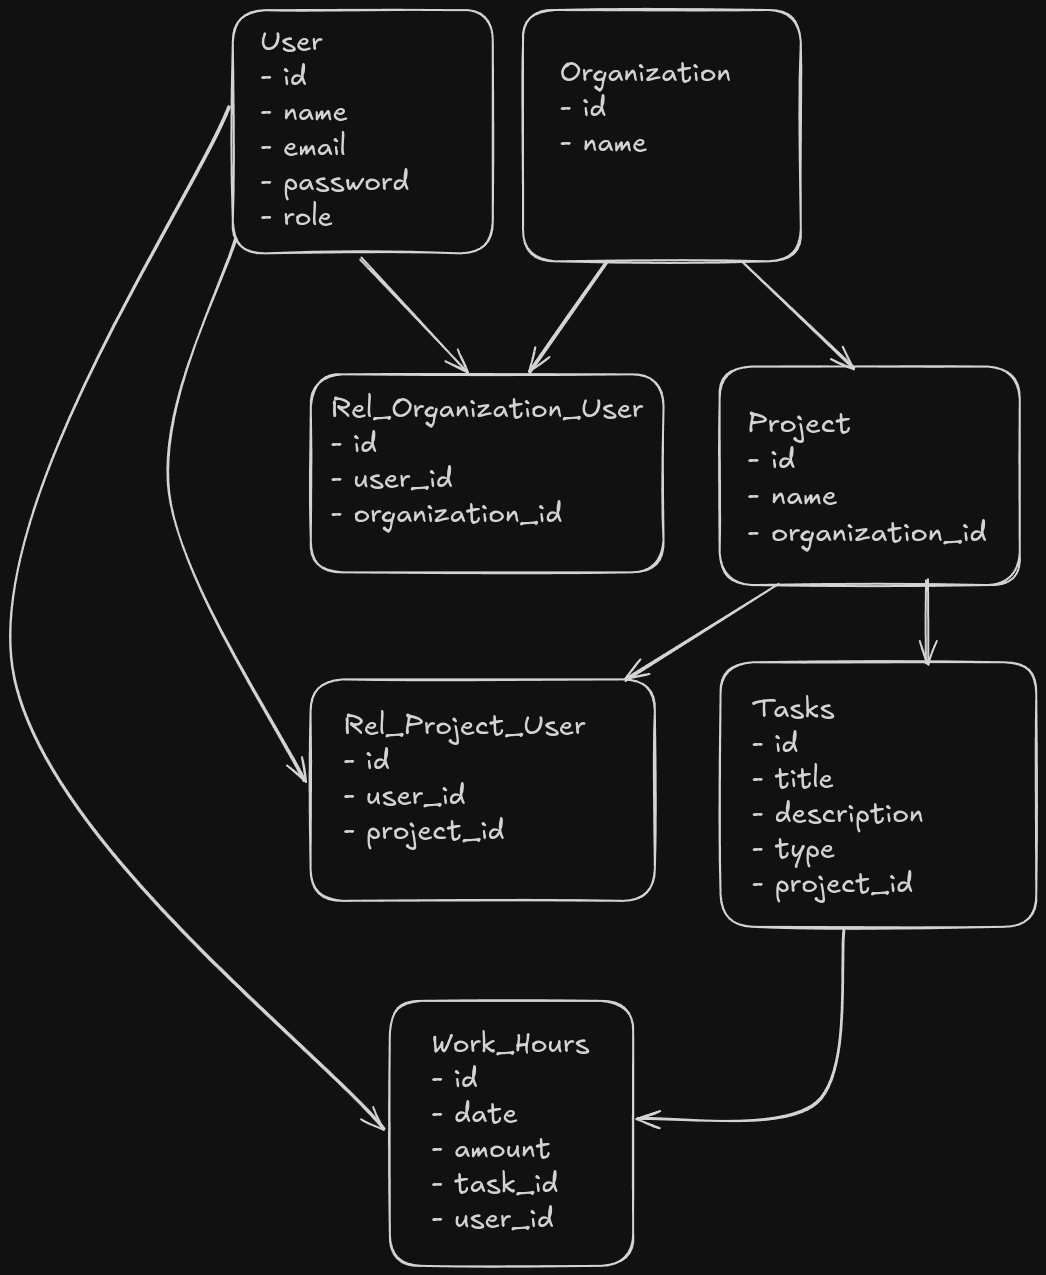 User
- id
- name
- email
- password
- role
Organization
- id
- name
Rel_Organization_User
- id
- user_id
- organization_id
Project
- id
- name
- organization_id
Rel_Project_User
- id
- user_id
- project_id
Tasks
- id
- title
- description
- type
- project_id
Work_Hours
- id
- date
- amount
- task_id
- user_id